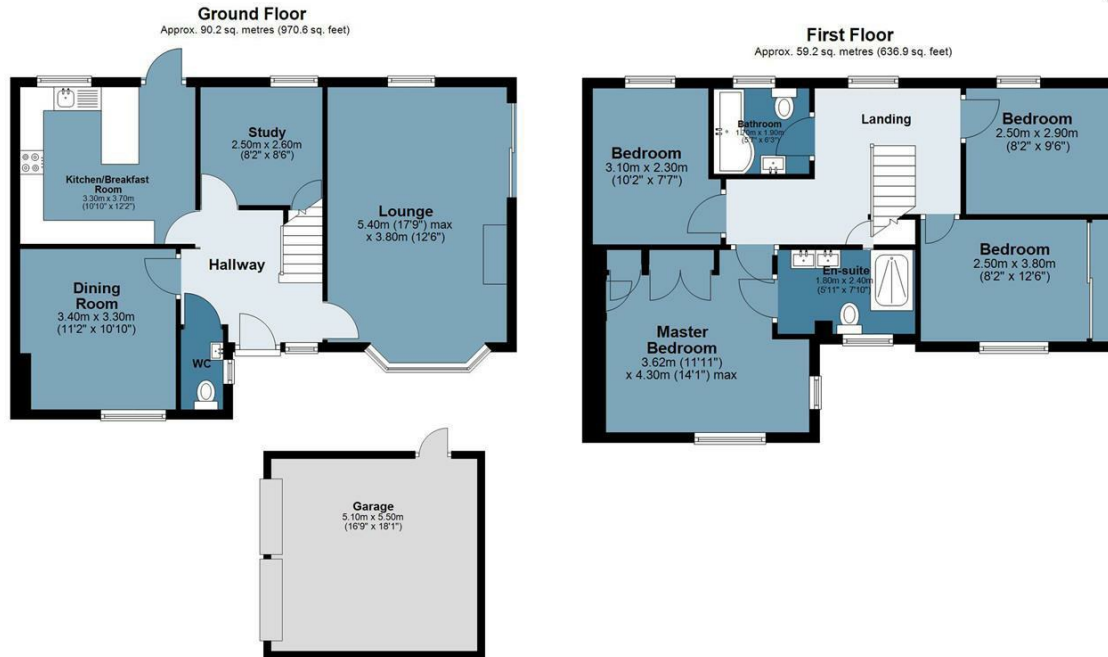 Ground Floor
Approx. 90.2 sq. metres (970.6 sq. feet)
Kitchen/Breakfast
Room
3.30m x 3.70m
(10'10" x 12'2")
Study
2.50m x 2.60m
(8'2" x 8'6")
Lounge
5.40m (17'9") max
x 3.80m (12'6")
Hallway
Dining
Room
3.40m x 3.30m
(11'2" x 10'10")
WC
Garage
5.10m x 5.50m
(16'9" x 18'1")
First Floor
Approx. 59.2 sq. metres (636.9 sq. feet)
Bedroom
3.10m x 2.30m
(10'2" x 7'7")
Bathroom
x 1.90m
x 6'3")
Landing
Bedroom
2.50m x 2.90m
(8'2" x 9'6")
Bedroom
2.50m x 3.80m
(8'2" x 12'6")
En-suite
1.80m x 2.40m
(5'11" x 7'10")
Master
Bedroom
3.62m (11'11")
x 4.30m (14'1") max